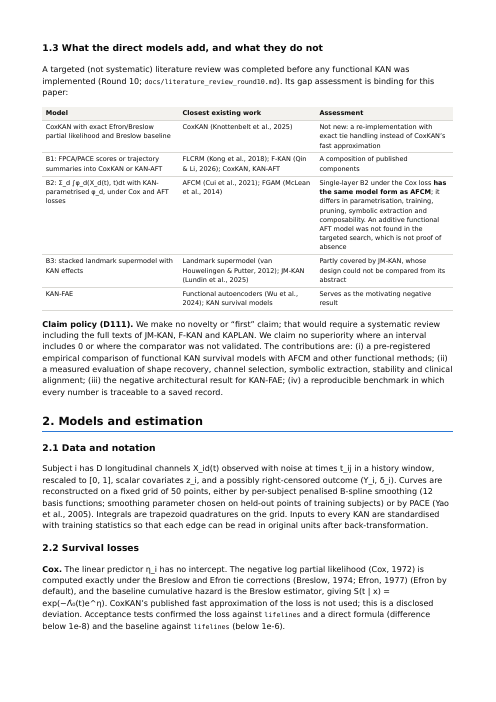 1.3 What the direct models add, and what they do not
A targeted (not systematic) literature review was completed before any functional KAN was
implemented (Round 10; docs/literature_review_round10.md). Its gap assessment is binding for this
paper:
Model Closest existing work Assessment
CoxKAN with exact Efron/Breslow partial likelihood and Breslow baseline CoxKAN (Knottenbelt et al., 2025) Not new: a re-implementation with exact tie handling instead of CoxKAN's fast approximation
B1: FPCA/PACE scores or trajectory summaries into CoxKAN or KAN-AFT FLCRM (Kong et al., 2018); F-KAN (Qin & Li, 2026); CoxKAN, KAN-AFT A composition of published components
B2: Σ_d ∫φ_d(X_d(t), t)dt with KAN-parametrised φ_d, under Cox and AFT losses AFCM (Cui et al., 2021); FGAM (McLean et al., 2014) Single-layer B2 under the Cox loss has the same model form as AFCM; it differs in parametrisation, training, pruning, symbolic extraction and composability. An additive functional AFT model was not found in the targeted search, which is not proof of absence
B3: stacked landmark supermodel with KAN effects Landmark supermodel (van Houwelingen & Putter, 2012); JM-KAN (Lundin et al., 2025) Partly covered by JM-KAN, whose design could not be compared from its abstract
KAN-FAE Functional autoencoders (Wu et al., 2024); KAN survival models Serves as the motivating negative result
Claim policy (D111). We make no novelty or “first” claim; that would require a systematic review
including the full texts of JM-KAN, F-KAN and KAPLAN. We claim no superiority where an interval
includes 0 or where the comparator was not validated. The contributions are: (i) a pre-registered
empirical comparison of functional KAN survival models with AFCM and other functional methods; (ii)
a measured evaluation of shape recovery, channel selection, symbolic extraction, stability and clinical
alignment; (iii) the negative architectural result for KAN-FAE; (iv) a reproducible benchmark in which
every number is traceable to a saved record.
2. Models and estimation
2.1 Data and notation
Subject i has D longitudinal channels X_id(t) observed with noise at times t_ij in a history window,
rescaled to [0, 1], scalar covariates z_i, and a possibly right-censored outcome (Y_i, δ_i). Curves are
reconstructed on a fixed grid of 50 points, either by per-subject penalised B-spline smoothing (12
basis functions; smoothing parameter chosen on held-out points of training subjects) or by PACE (Yao
et al., 2005). Integrals are trapezoid quadratures on the grid. Inputs to every KAN are standardised
with training statistics so that each edge can be read in original units after back-transformation.
2.2 Survival losses
Cox. The linear predictor η_i has no intercept. The negative log partial likelihood (Cox, 1972) is
computed exactly under the Breslow and Efron tie corrections (Breslow, 1974; Efron, 1977) (Efron by
default), and the baseline cumulative hazard is the Breslow estimator, giving S(t | x) =
exp(−Λ₀(t)e^η). CoxKAN's published fast approximation of the loss is not used; this is a disclosed
deviation. Acceptance tests confirmed the loss against lifelines and a direct formula (difference
below 1e-8) and the baseline against lifelines (below 1e-6).